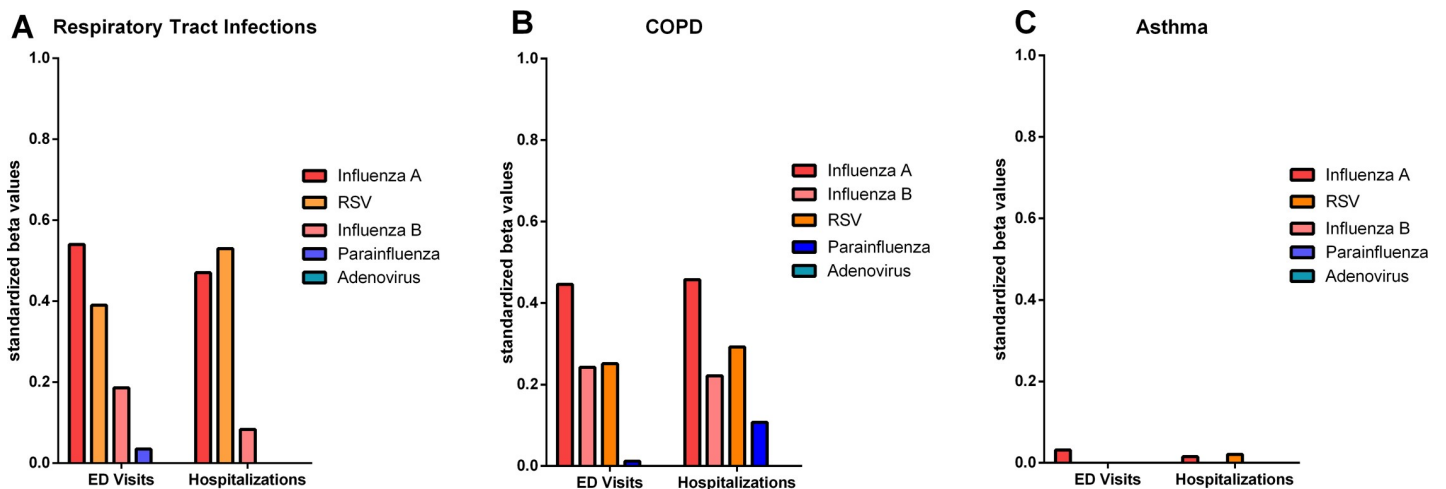 A Respiratory Tract Infections
standardized beta values
1.0
0.8
0.6
0.4
0.2
0.0
ED Visits Hospitalizations
Influenza A
RSV
Influenza B
Parainfluenza
Adenovirus
B COPD
standardized beta values
1.0
0.8
0.6
0.4
0.2
0.0
ED Visits Hospitalizations
Influenza A
Influenza B
RSV
Parainfluenza
Adenovirus
C Asthma
standardized beta values
1.0
0.8
0.6
0.4
0.2
0.0
ED Visits Hospitalizations
Influenza A
RSV
Influenza B
Parainfluenza
Adenovirus